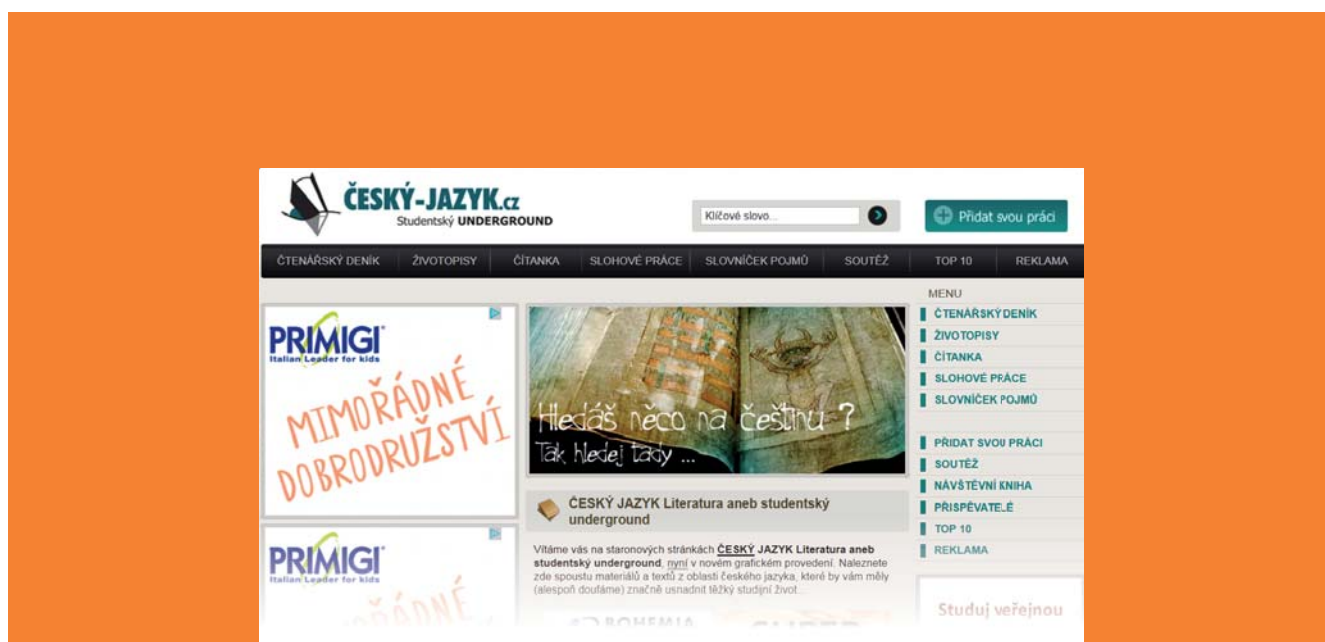 ČESKÝ-JAZYK.cz
Studentský UNDERGROUND
Klíčové slovo...
Přidat svou práci
ČTENÁŘSKÝ DENÍK
ŽIVOTOPISY
ČÍTANKA
SLOHOVÉ PRÁCE
SLOVNÍČEK POJMŮ
SOUTĚŽ
TOP 10
REKLAMA
PRIMIGI
Italian Leader for kids
MIMOŘÁDNÉ
DOBRODRUŽSTVÍ
PRIMIGI
Italian Leader for kids
Hledáš něco na češtinu ?
Tak hledej tady ...
ČESKÝ JAZYK Literatura aneb studentský
underground
Vítáme vás na staronových stránkách ČESKÝ JAZYK Literatura aneb
studentský underground, nyní v novém grafickém provedení. Naleznete
zde spoustu materiálů a textů z oblasti českého jazyka, které by vám měly
(alespoň doufáme) značně usnadnit těžký studijní život...
BOHEMIA
MENU
ČTENÁŘSKÝ DENÍK
ŽIVOTOPISY
ČÍTANKA
SLOHOVÉ PRÁCE
SLOVNÍČEK POJMŮ
PŘIDAT SVOU PRÁCI
SOUTĚŽ
NÁVŠTĚVNÍ KNIHA
PŘISPĚVATELÉ
TOP 10
REKLAMA
Studuj veřejnou